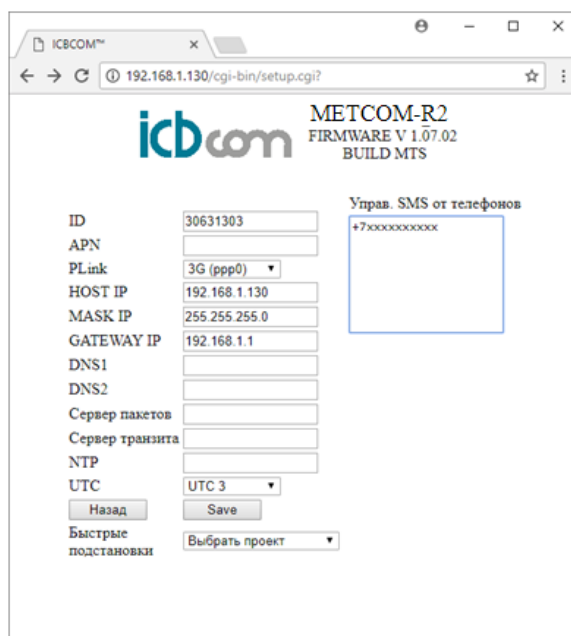 ICBCOM™
192.168.1.130/cgi-bin/setup.cgi?
icbcom
METCOM-R2
FIRMWARE V 1.07.02
BUILD MTS
Управ. SMS от телефонов
+7xxxxxxxxxx
ID 30631303
APN
PLink 3G (ppp0)
HOST IP 192.168.1.130
MASK IP 255.255.255.0
GATEWAY IP 192.168.1.1
DNS1
DNS2
Сервер пакетов
Сервер транзита
NTP
UTC UTC 3
Назад Save
Быстрые
подстановки Выбрать проект